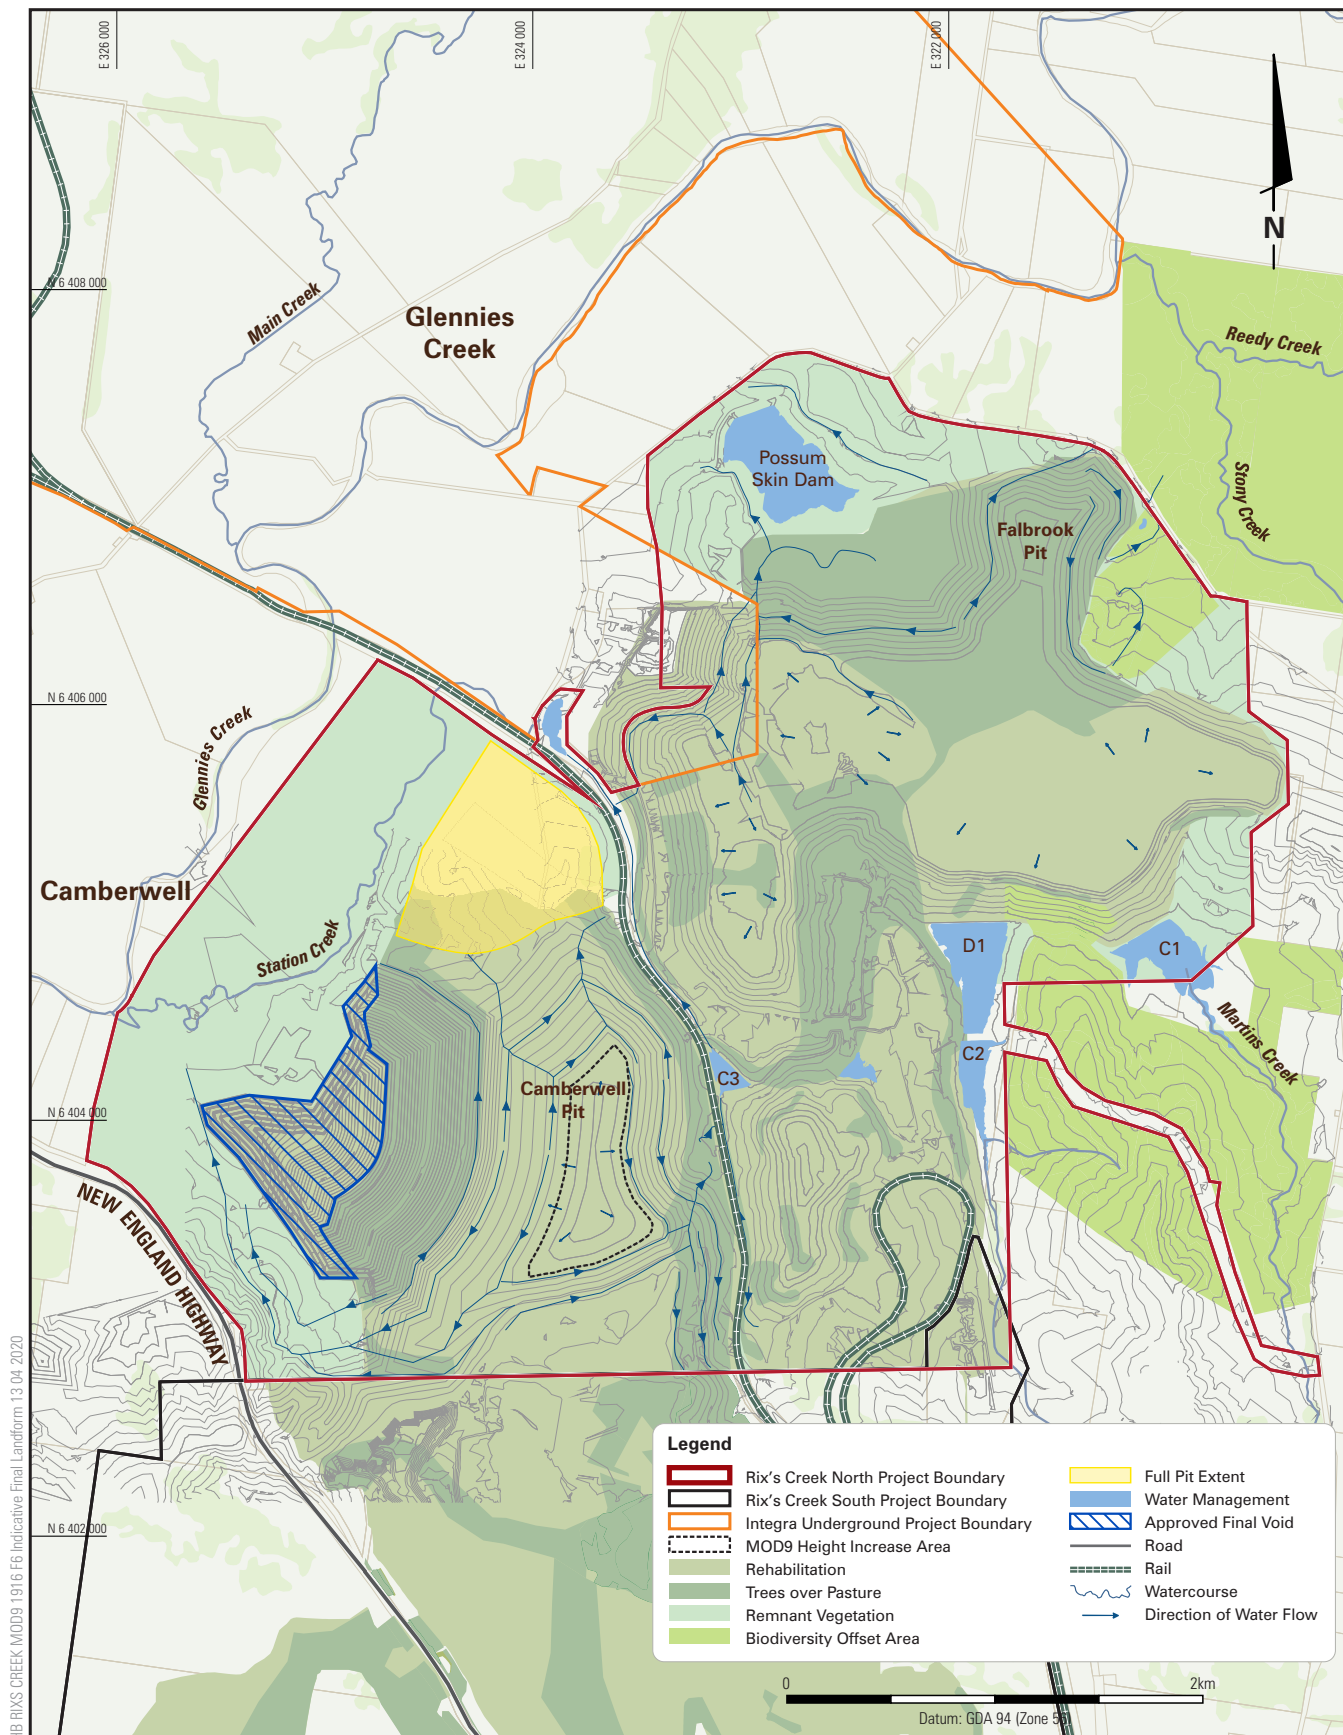 E 326 000
E 324 000
E 322 000
N
N 6 408 000
Main Creek
Glennies
Creek
Reedy Creek
Stony Creek
Possum
Skin Dam
Falbrook
Pit
N 6 406 000
Glennies Creek
Camberwell
Station Creek
D1
C1
C2
C3
Martins Creek
Camberwell
Pit
N 6 404 000
NEW ENGLAND HIGHWAY
N 6 402 000
Legend
Rix's Creek North Project Boundary
Rix's Creek South Project Boundary
Integra Underground Project Boundary
MOD9 Height Increase Area
Rehabilitation
Trees over Pasture
Remnant Vegetation
Biodiversity Offset Area
Full Pit Extent
Water Management
Approved Final Void
Road
Rail
Watercourse
Direction of Water Flow
0
2km
Datum: GDA 94 (Zone 56)
HB RIXS CREEK MOD9 1916 F6 Indicative Final Landform 13 04 2020